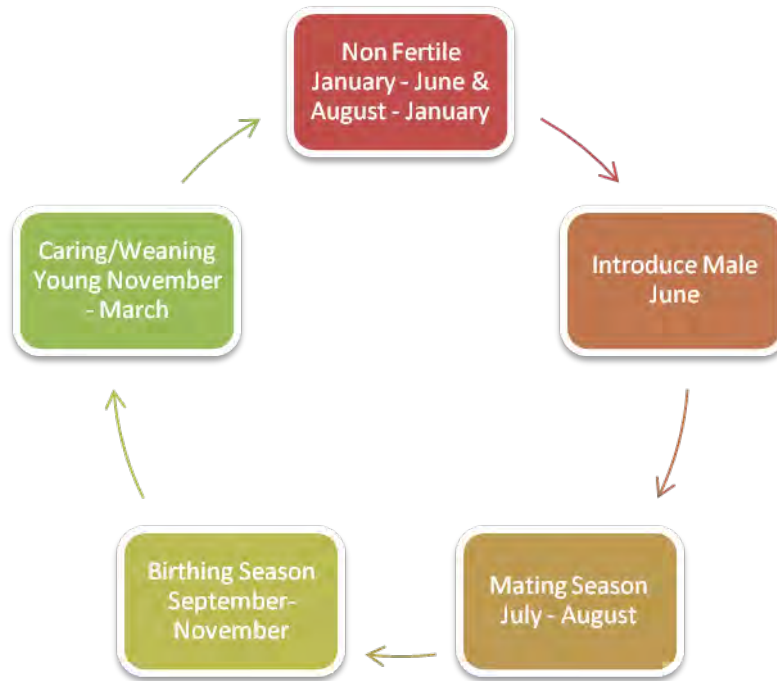 Non Fertile
January - June &
August - January
Introduce Male
June
Mating Season
July - August
Birthing Season
September-
November
Caring/Weaning
Young November
- March